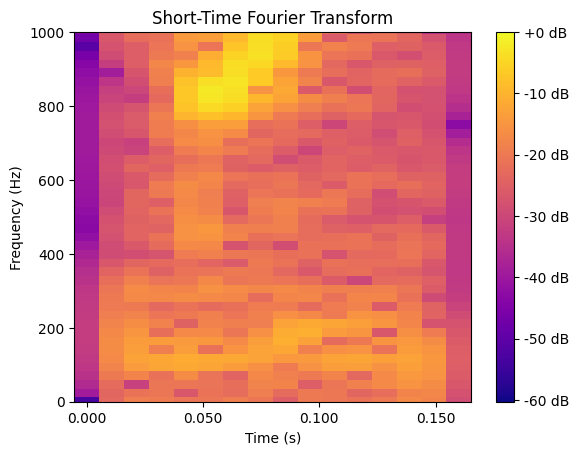 Short-Time Fourier Transform
1000
800
600
400
200
0
Frequency (Hz)
0.000
0.050
0.100
0.150
Time (s)
+0 dB
-10 dB
-20 dB
-30 dB
-40 dB
-50 dB
-60 dB